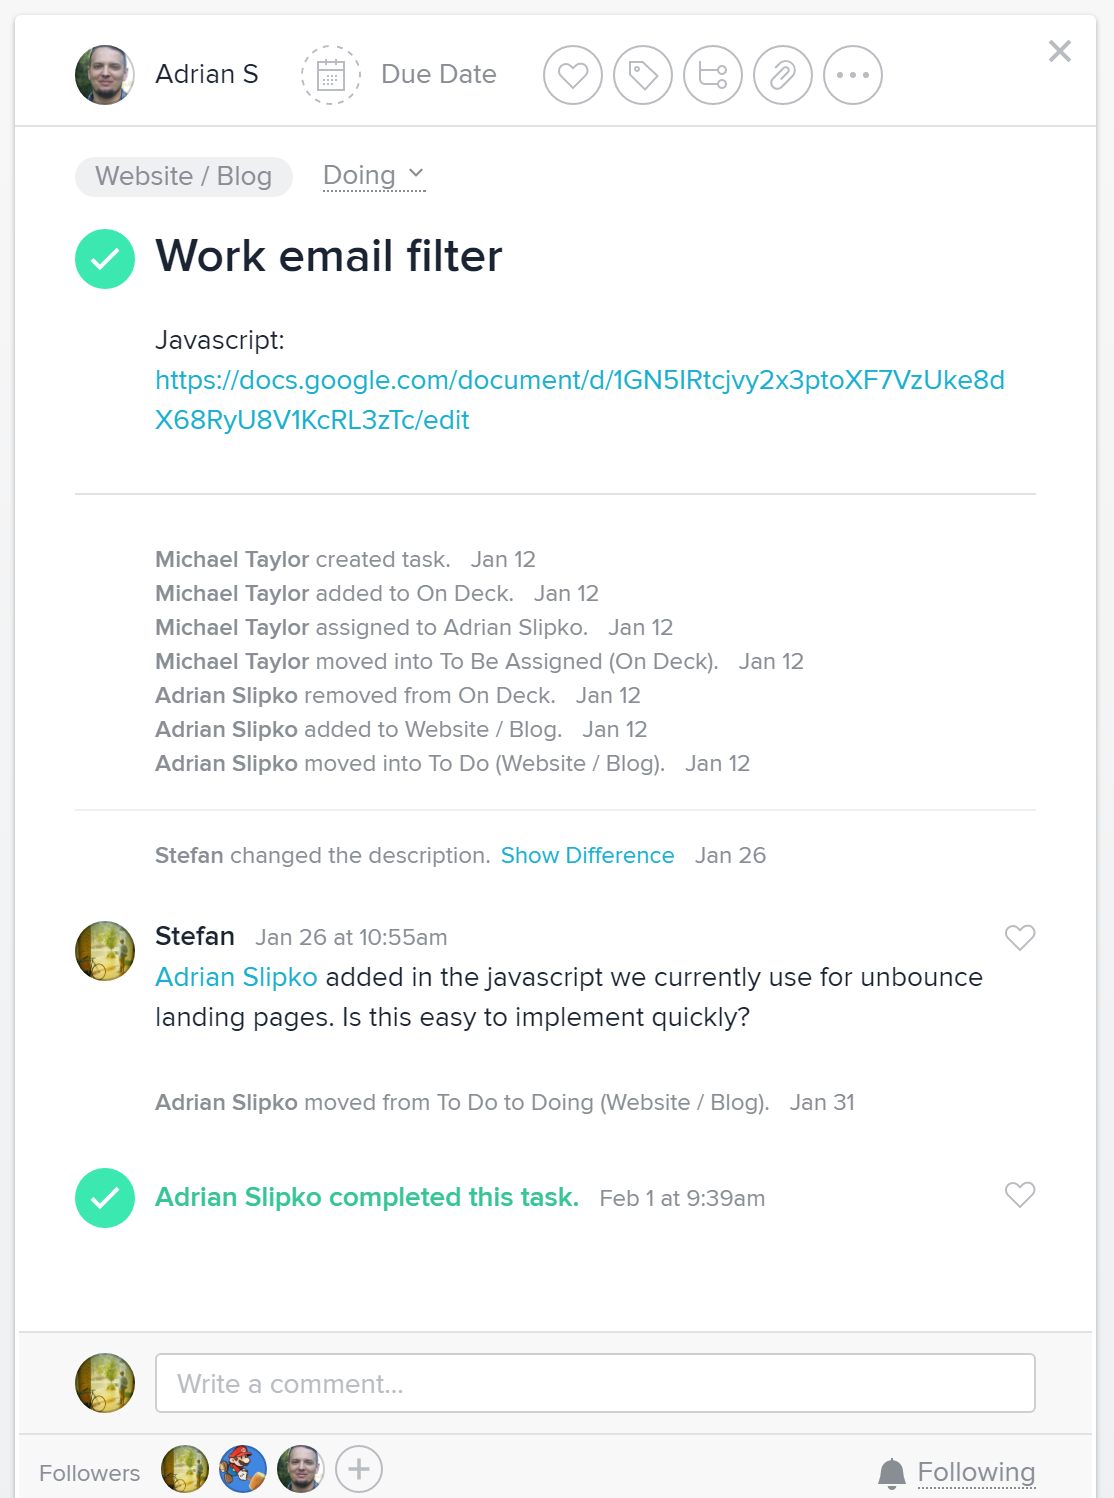 Adrian S Due Date
Website / Blog Doing
Work email filter
Javascript:
https://docs.google.com/document/d/1GN5IRtcjvy2x3ptoXF7VzUke8d
X68RyU8V1KcRL3zTc/edit
Michael Taylor created task. Jan 12
Michael Taylor added to On Deck. Jan 12
Michael Taylor assigned to Adrian Slipko. Jan 12
Michael Taylor moved into To Be Assigned (On Deck). Jan 12
Adrian Slipko removed from On Deck. Jan 12
Adrian Slipko added to Website / Blog. Jan 12
Adrian Slipko moved into To Do (Website / Blog). Jan 12
Stefan changed the description. Show Difference Jan 26
Stefan Jan 26 at 10:55am
Adrian Slipko added in the javascript we currently use for unbounce
landing pages. Is this easy to implement quickly?
Adrian Slipko moved from To Do to Doing (Website / Blog). Jan 31
Adrian Slipko completed this task. Feb 1 at 9:39am
Write a comment...
Followers Following